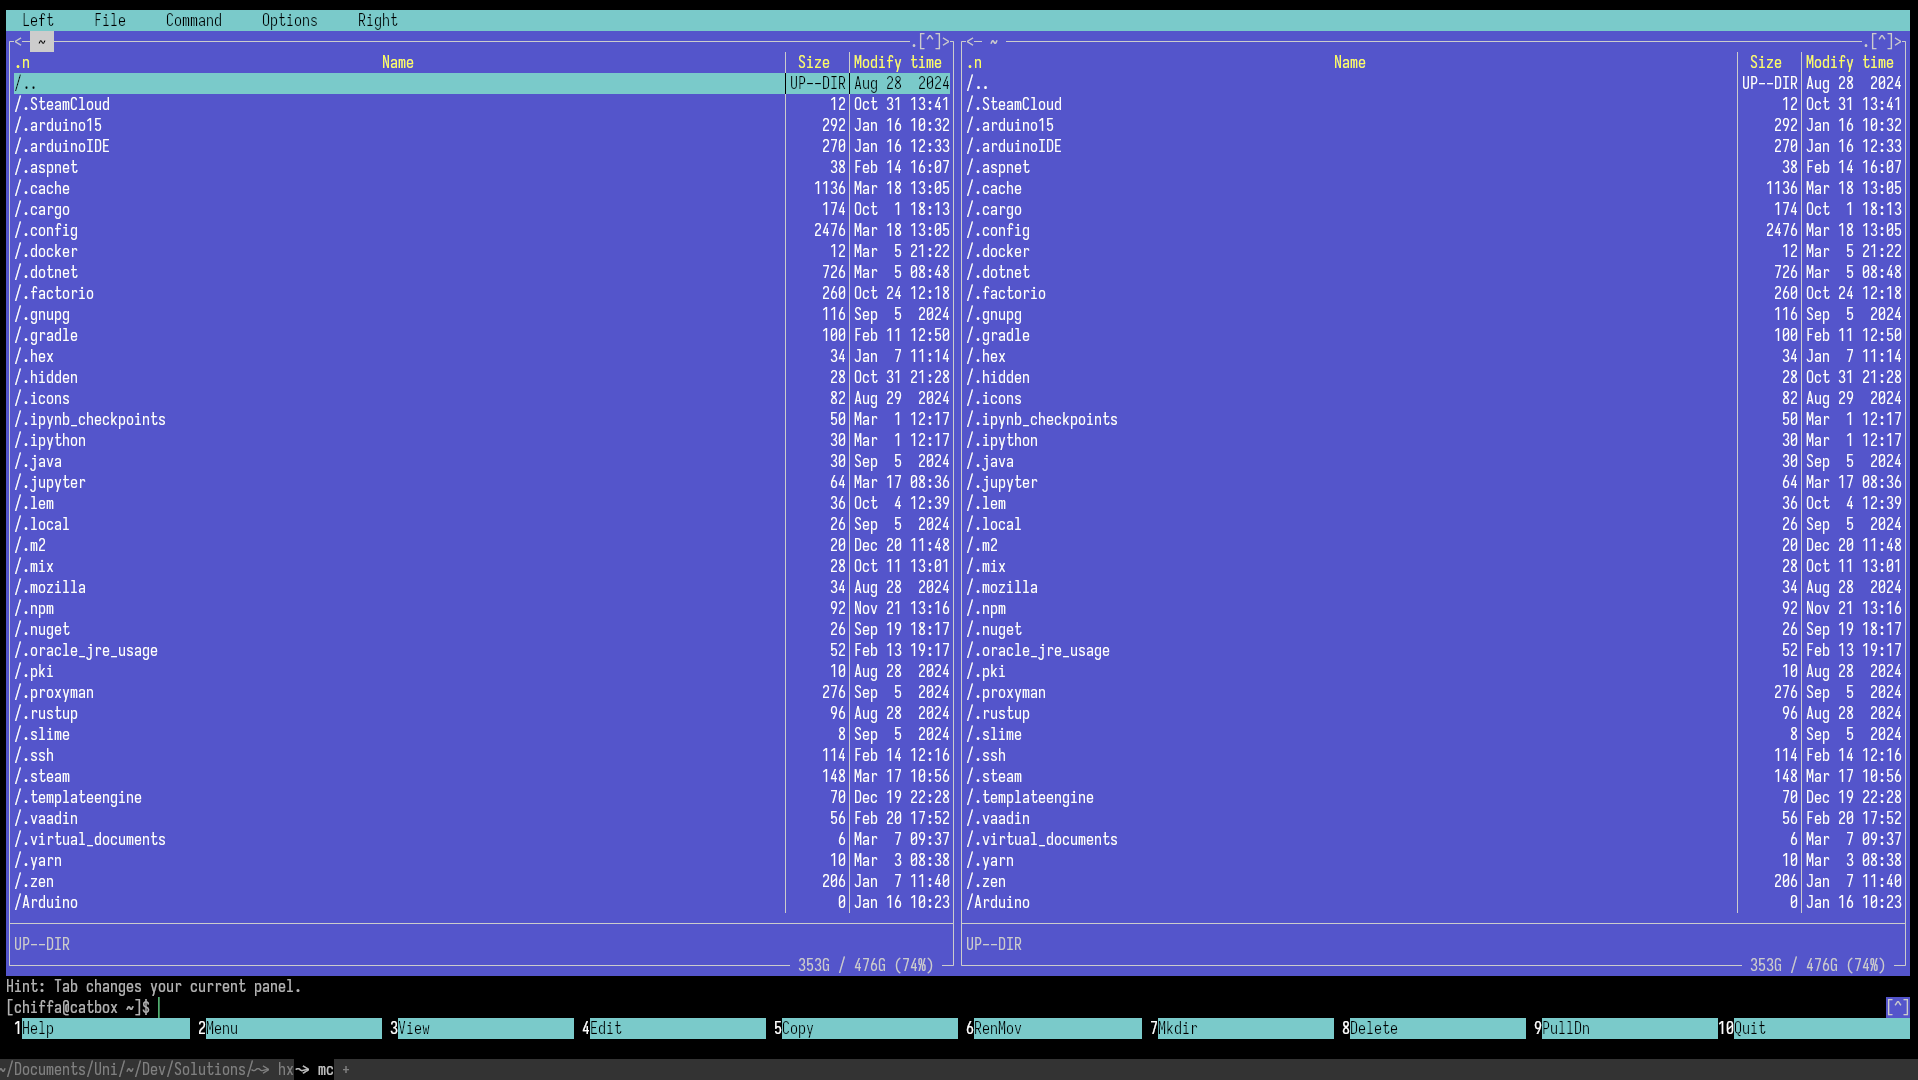 Left File Command Options Right
<─ ~ .[^]> <─ ~ .[^]>
.n Name Size Modify time .n Name Size Modify time
/.. UP--DIR Aug 28 2024 /.. UP--DIR Aug 28 2024
/.SteamCloud 12 Oct 31 13:41 /.SteamCloud 12 Oct 31 13:41
/.arduino15 292 Jan 16 10:32 /.arduino15 292 Jan 16 10:32
/.arduinoIDE 270 Jan 16 12:33 /.arduinoIDE 270 Jan 16 12:33
/.aspnet 38 Feb 14 16:07 /.aspnet 38 Feb 14 16:07
/.cache 1136 Mar 18 13:05 /.cache 1136 Mar 18 13:05
/.cargo 174 Oct 1 18:13 /.cargo 174 Oct 1 18:13
/.config 2476 Mar 18 13:05 /.config 2476 Mar 18 13:05
/.docker 12 Mar 5 21:22 /.docker 12 Mar 5 21:22
/.dotnet 726 Mar 5 08:48 /.dotnet 726 Mar 5 08:48
/.factorio 260 Oct 24 12:18 /.factorio 260 Oct 24 12:18
/.gnupg 116 Sep 5 2024 /.gnupg 116 Sep 5 2024
/.gradle 100 Feb 11 12:50 /.gradle 100 Feb 11 12:50
/.hex 34 Jan 7 11:14 /.hex 34 Jan 7 11:14
/.hidden 28 Oct 31 21:28 /.hidden 28 Oct 31 21:28
/.icons 82 Aug 29 2024 /.icons 82 Aug 29 2024
/.ipynb_checkpoints 50 Mar 1 12:17 /.ipynb_checkpoints 50 Mar 1 12:17
/.ipython 30 Mar 1 12:17 /.ipython 30 Mar 1 12:17
/.java 30 Sep 5 2024 /.java 30 Sep 5 2024
/.jupyter 64 Mar 17 08:36 /.jupyter 64 Mar 17 08:36
/.lem 36 Oct 4 12:39 /.lem 36 Oct 4 12:39
/.local 26 Sep 5 2024 /.local 26 Sep 5 2024
/.m2 20 Dec 20 11:48 /.m2 20 Dec 20 11:48
/.mix 28 Oct 11 13:01 /.mix 28 Oct 11 13:01
/.mozilla 34 Aug 28 2024 /.mozilla 34 Aug 28 2024
/.npm 92 Nov 21 13:16 /.npm 92 Nov 21 13:16
/.nuget 26 Sep 19 18:17 /.nuget 26 Sep 19 18:17
/.oracle_jre_usage 52 Feb 13 19:17 /.oracle_jre_usage 52 Feb 13 19:17
/.pki 10 Aug 28 2024 /.pki 10 Aug 28 2024
/.proxyman 276 Sep 5 2024 /.proxyman 276 Sep 5 2024
/.rustup 96 Aug 28 2024 /.rustup 96 Aug 28 2024
/.slime 8 Sep 5 2024 /.slime 8 Sep 5 2024
/.ssh 114 Feb 14 12:16 /.ssh 114 Feb 14 12:16
/.steam 148 Mar 17 10:56 /.steam 148 Mar 17 10:56
/.templateengine 70 Dec 19 22:28 /.templateengine 70 Dec 19 22:28
/.vaadin 56 Feb 20 17:52 /.vaadin 56 Feb 20 17:52
/.virtual_documents 6 Mar 7 09:37 /.virtual_documents 6 Mar 7 09:37
/.yarn 10 Mar 3 08:38 /.yarn 10 Mar 3 08:38
/.zen 206 Jan 7 11:40 /.zen 206 Jan 7 11:40
/Arduino 0 Jan 16 10:23 /Arduino 0 Jan 16 10:23
UP--DIR UP--DIR
353G / 476G (74%) 353G / 476G (74%)
Hint: Tab changes your current panel.
[chiffa@catbox ~]$ [^]
1Help 2Menu 3View 4Edit 5Copy 6RenMov 7Mkdir 8Delete 9PullDn 10Quit
~/Documents/Uni/~/Dev/Solutions/~> hx~> mc +